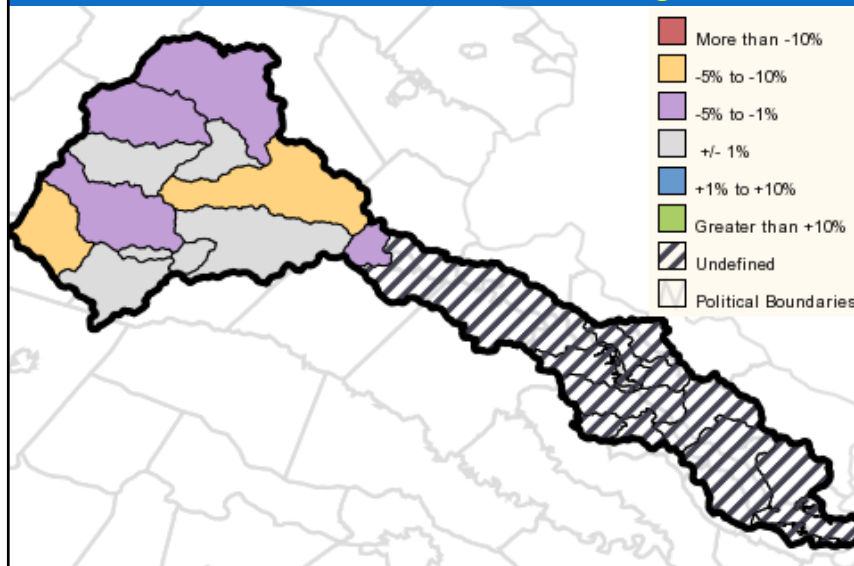 More than -10%
-5% to -10%
-5% to -1%
+/- 1%
+1% to +10%
Greater than +10%
Undefined
Political Boundaries